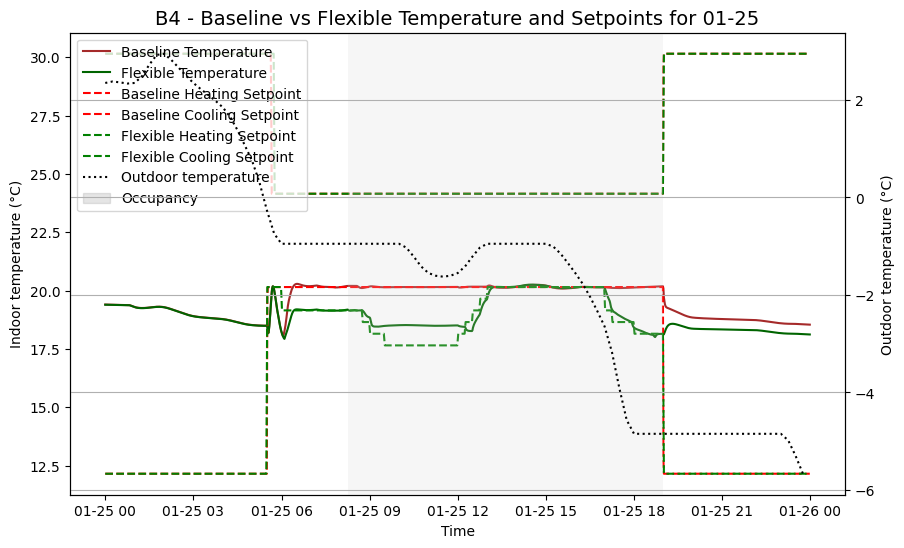 B4 - Baseline vs Flexible Temperature and Setpoints for 01-25
Baseline Temperature
Flexible Temperature
Baseline Heating Setpoint
Baseline Cooling Setpoint
Flexible Heating Setpoint
Flexible Cooling Setpoint
Outdoor temperature
Occupancy
30.0
27.5
25.0
22.5
20.0
17.5
15.0
12.5
Indoor temperature (°C)
2
0
−2
−4
−6
Outdoor temperature (°C)
01-25 00 01-25 03 01-25 06 01-25 09 01-25 12 01-25 15 01-25 18 01-25 21 01-26 00
Time